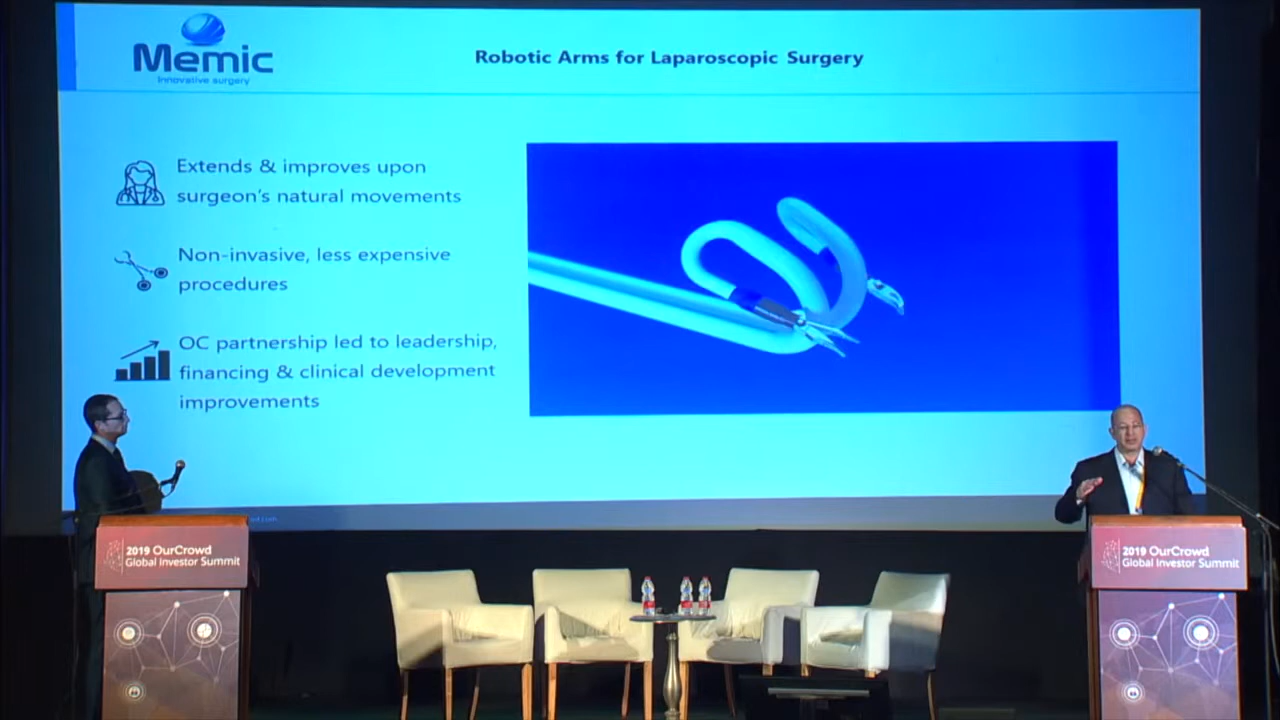 Memic
Innovative surgery
Robotic Arms for Laparoscopic Surgery
Extends & improves upon
surgeon's natural movements
Non-invasive, less expensive
procedures
OC partnership led to leadership,
financing & clinical development
improvements
2019 OurCrowd
Global Investor Summit
2019 OurCrowd
Global Investor Summit